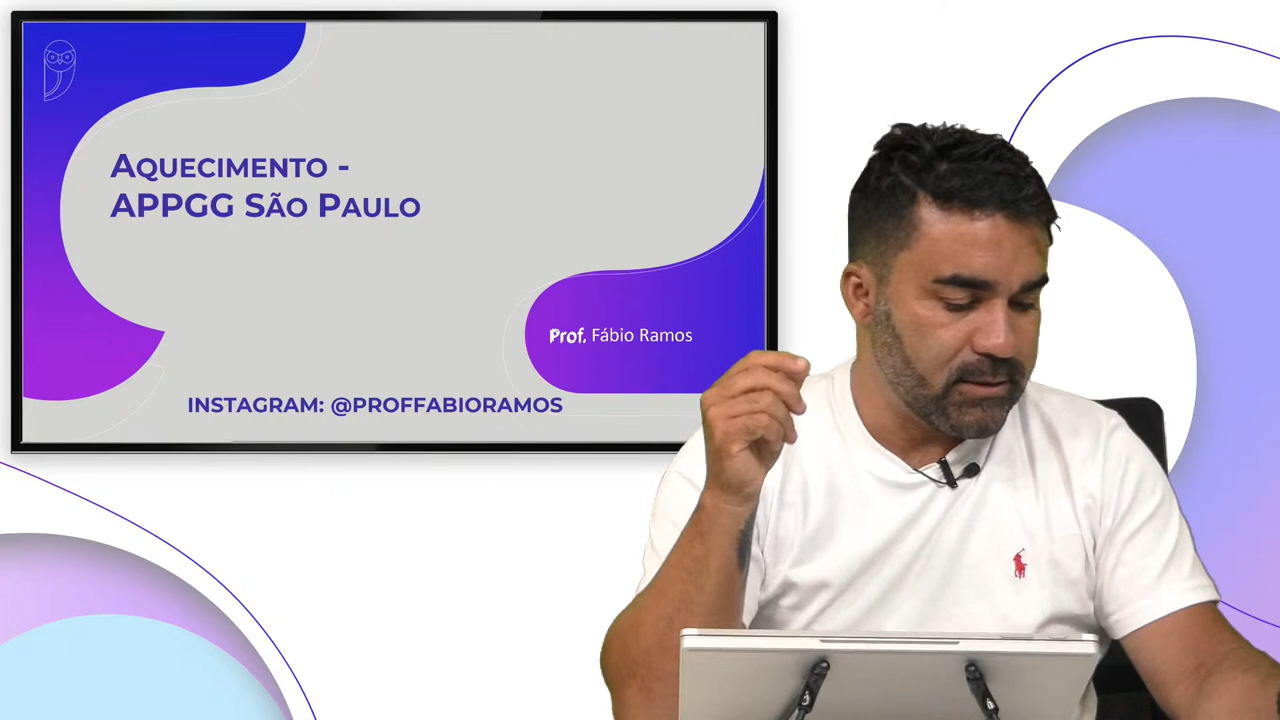 Aquecimento -
APPGG São Paulo
Prof. Fábio Ramos
INSTAGRAM: @PROFFABIORAMOS